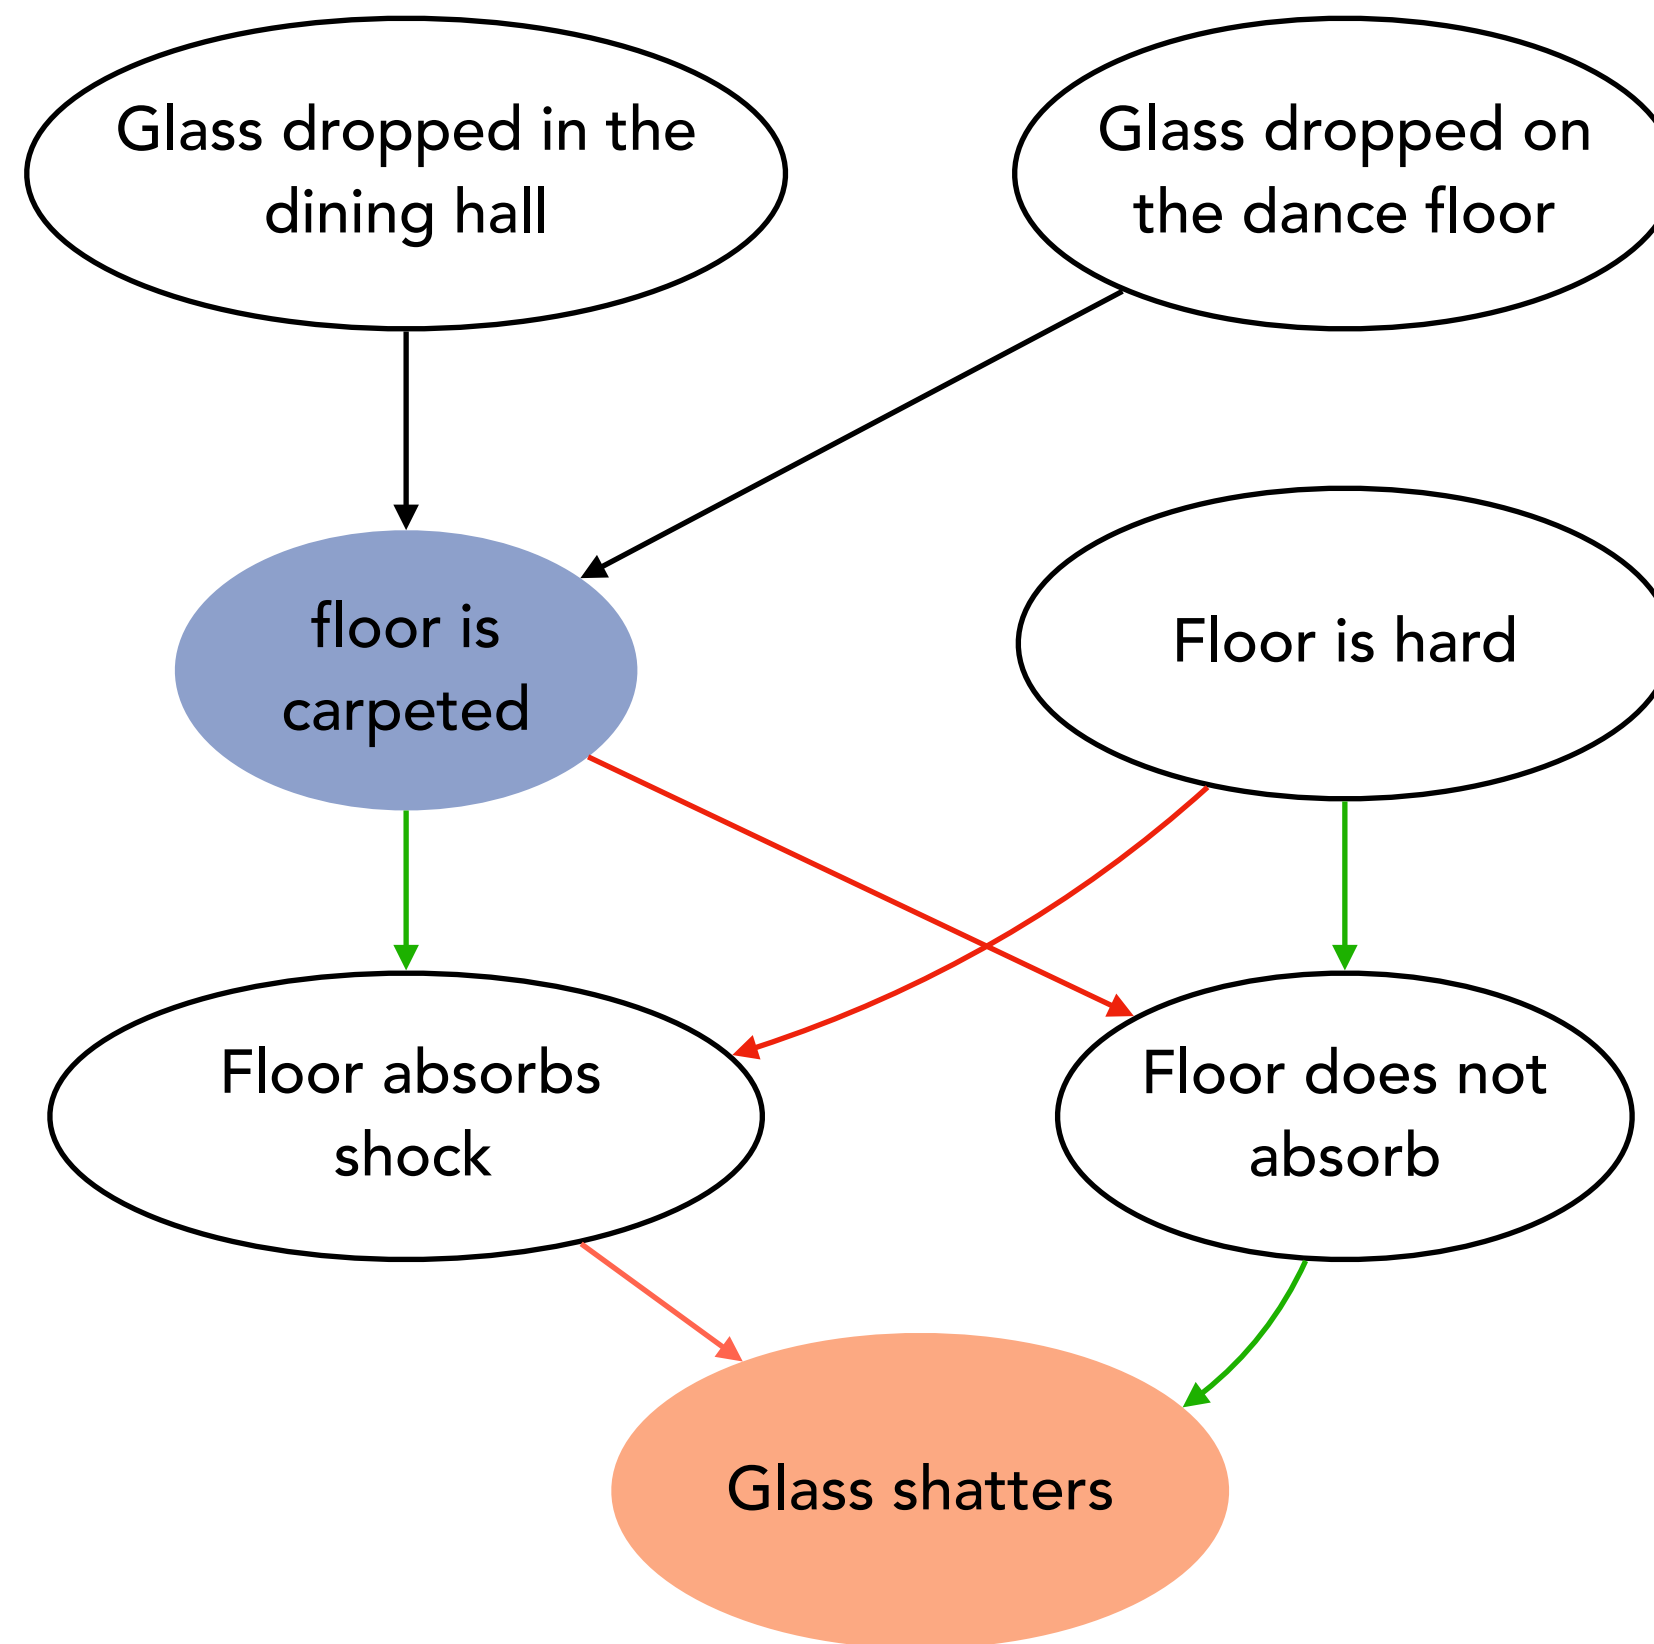 Glass dropped in the
dining hall
Glass dropped on
the dance floor
floor is
carpeted
Floor is hard
Floor absorbs
shock
Floor does not
absorb
Glass shatters